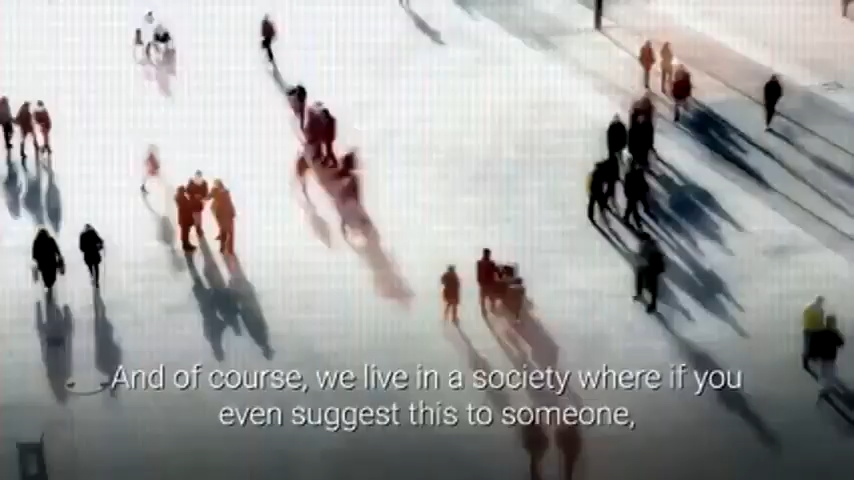 And of course, we live in a society where if you
even suggest this to someone,